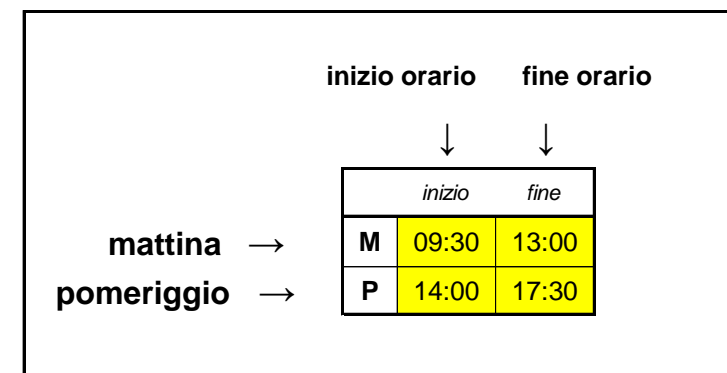 inizio orario fine orario
↓ ↓
inizio fine
mattina → M 09:30 13:00
pomeriggio → P 14:00 17:30